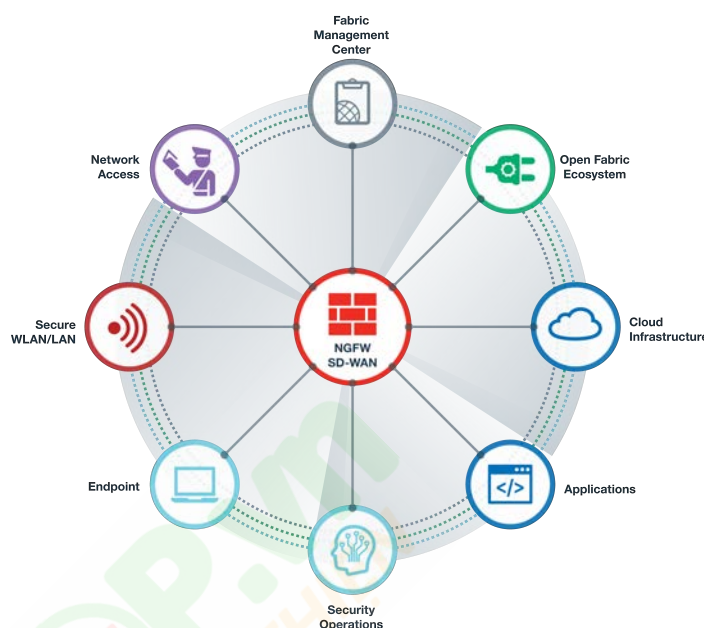 Fabric
Management
Center
Network
Access
Open Fabric
Ecosystem
Secure
WLAN/LAN
NGFW
SD-WAN
Cloud
Infrastructure
Endpoint
</>
Applications
Security
Operations